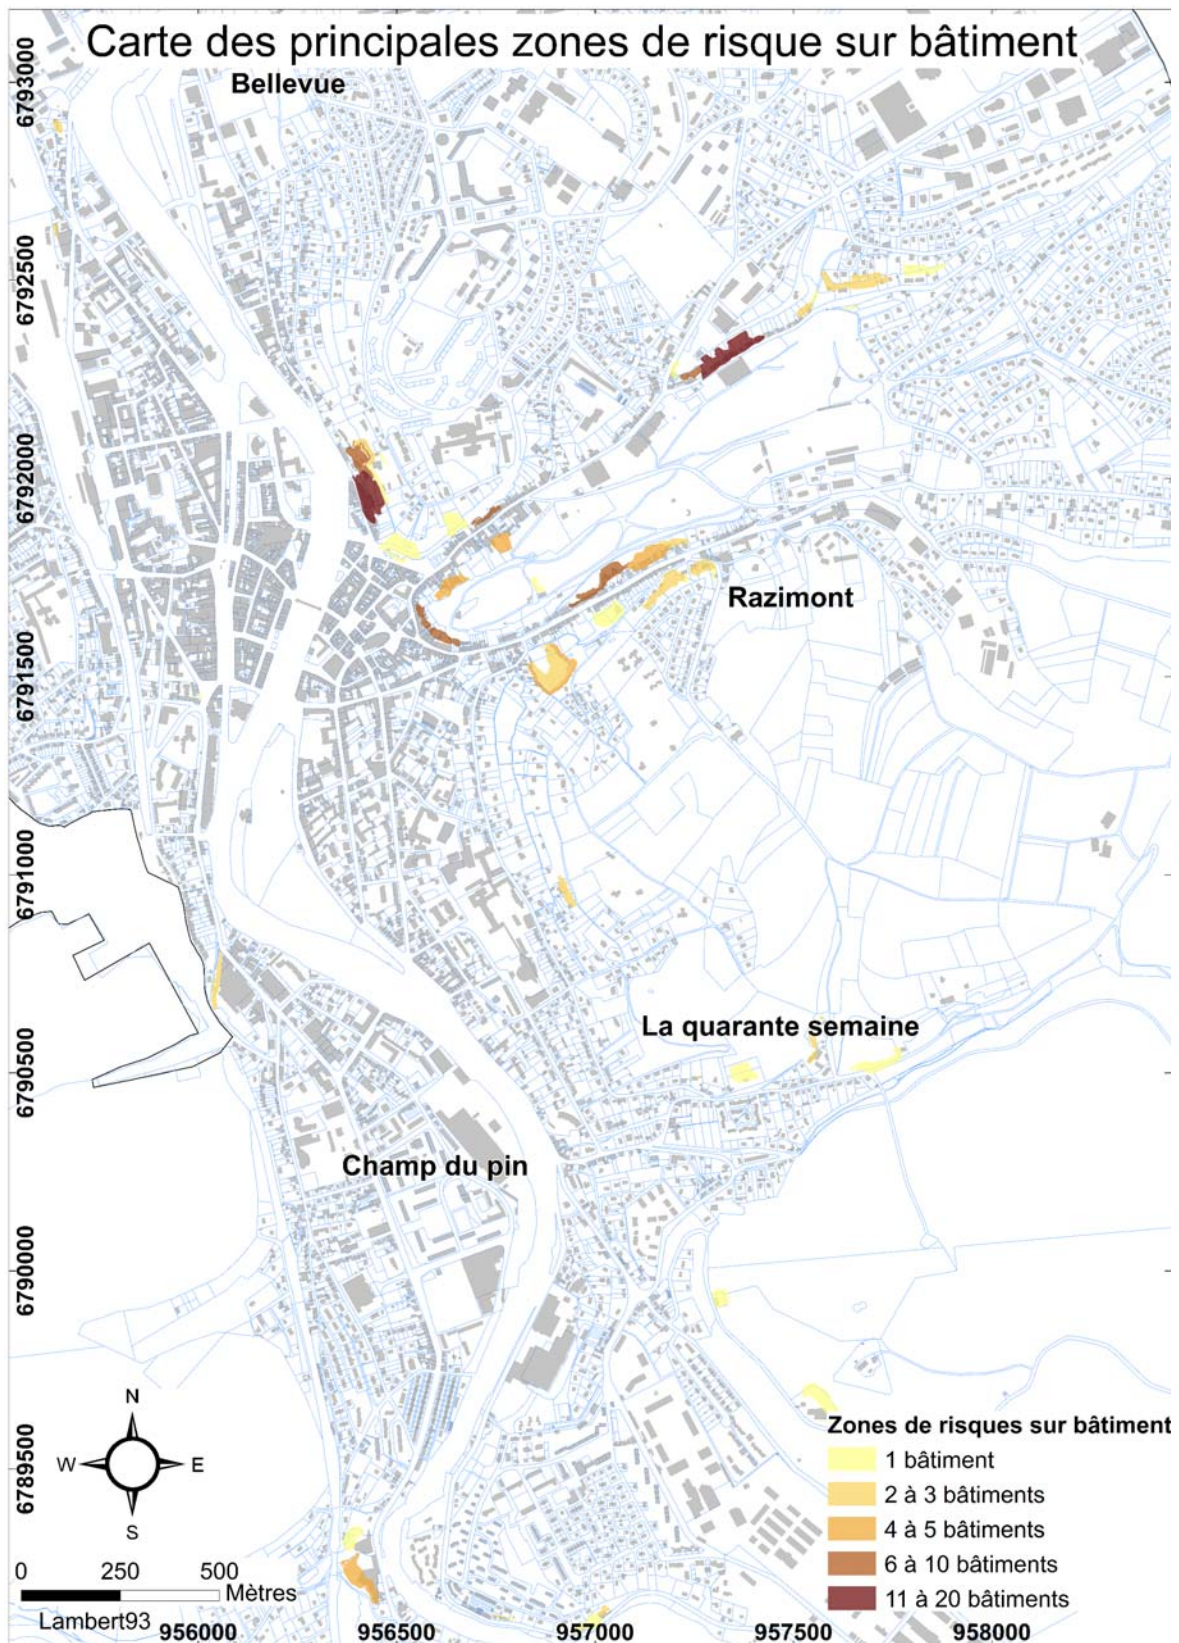 Carte des principales zones de risque sur bâtiment
Bellevue
6793000
6792500
6792000
6791500
6791000
6790500
6790000
6789500
Razimont
La quarante semaine
Champ du pin
N
W
E
S
Zones de risques sur bâtiment
1 bâtiment
2 à 3 bâtiments
4 à 5 bâtiments
6 à 10 bâtiments
11 à 20 bâtiments
0 250 500
Mètres
Lambert93
956000 956500 957000 957500 958000